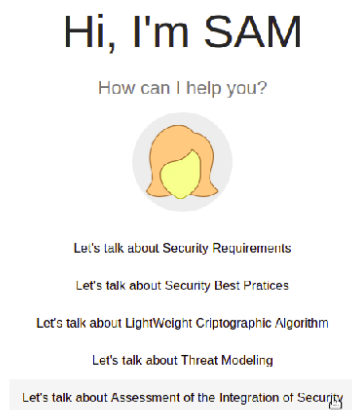 Hi, I'm SAM
How can I help you?
Let's talk about Security Requirements
Let's talk about Security Best Pratices
Let's talk about LightWeight Criptographic Algorithm
Let's talk about Threat Modeling
Let's talk about Assessment of the Integration of Security